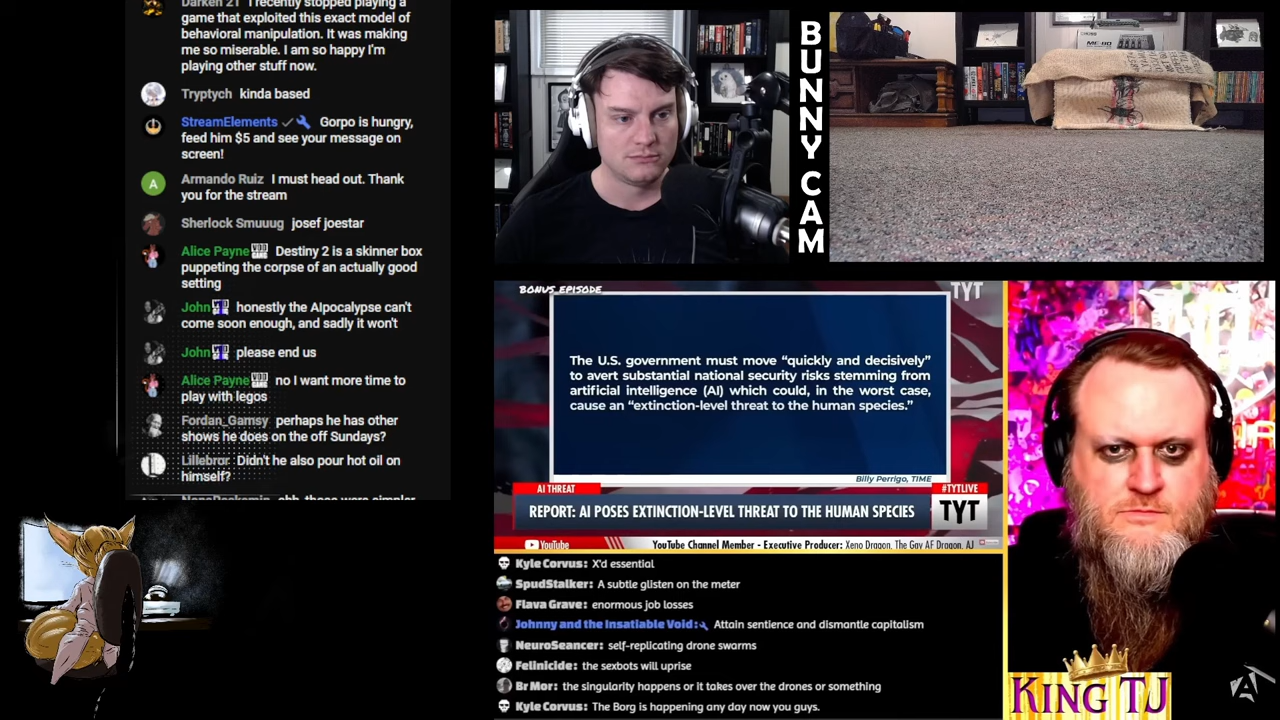 Darken 21 I recently stopped playing a
game that exploited this exact model of
behavioral manipulation. It was making
me so miserable. I am so happy I'm
playing other stuff now.
Tryptych kinda based
StreamElements Gorpo is hungry,
feed him $5 and see your message on
screen!
A
Armando Ruiz I must head out. Thank
you for the stream
Sherlock Smuuug josef joestar
Alice Payne VOD GANG Destiny 2 is a skinner box
puppeting the corpse of an actually good
setting
John honestly the AIpocalypse can't
come soon enough, and sadly it won't
John please end us
Alice Payne VOD GANG no I want more time to
play with legos
Fordan_Gamsy perhaps he has other
shows he does on the off Sundays?
Lillebror Didn't he also pour hot oil on
himself?
BUNNY CAM
BONUS EPISODE
TYT
The U.S. government must move “quickly and decisively”
to avert substantial national security risks stemming from
artificial intelligence (AI) which could, in the worst case,
cause an “extinction-level threat to the human species.”
Billy Perrigo, TIME
AI THREAT
#TYTLIVE
REPORT: AI POSES EXTINCTION-LEVEL THREAT TO THE HUMAN SPECIES
TYT
YouTube
YouTube Channel Member - Executive Producer: Xeno Dragon, The Gay AF Dragon, AJ
Kyle Corvus: X'd essential
SpudStalker: A subtle glisten on the meter
Flava Grave: enormous job losses
Johnny and the Insatiable Void: Attain sentience and dismantle capitalism
NeuroSeancer: self-replicating drone swarms
Felinicide: the sexbots will uprise
Br Mor: the singularity happens or it takes over the drones or something
Kyle Corvus: The Borg is happening any day now you guys.
KING TJ